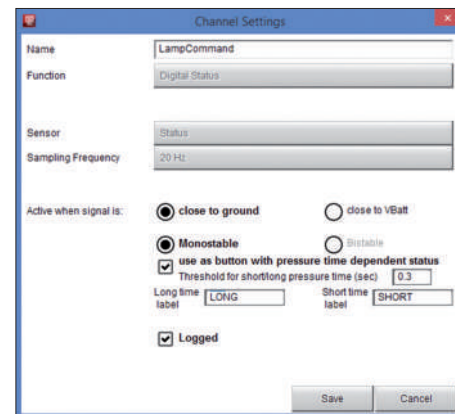 Channel Settings
Name LampCommand
Function Digital Status
Sensor Status
Sampling Frequency 20 Hz
Active when signal is: close to ground close to VBatt
Monostable Bistable
use as button with pressure time dependent status
Threshold for short/long pressure time (sec) 0.3
Long time label LONG Short time label SHORT
Logged
Save Cancel